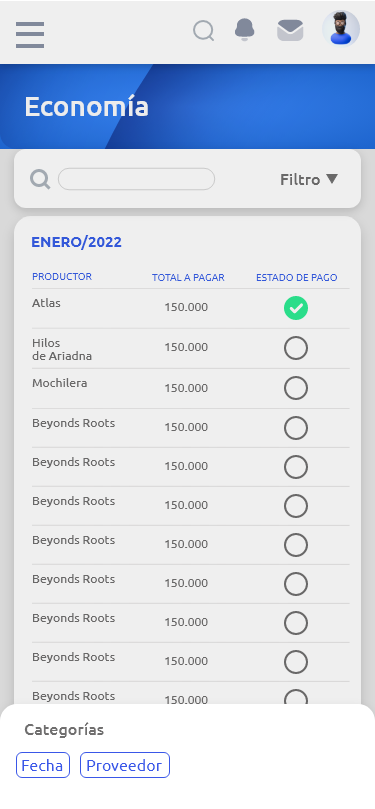 Economía
Filtro
ENERO/2022
PRODUCTOR TOTAL A PAGAR ESTADO DE PAGO
Atlas 150.000
Hilos
de Ariadna 150.000
Mochilera 150.000
Beyonds Roots 150.000
Beyonds Roots 150.000
Beyonds Roots 150.000
Beyonds Roots 150.000
Beyonds Roots 150.000
Beyonds Roots 150.000
Beyonds Roots 150.000
Beyonds Roots 150.000
Categorías
Fecha Proveedor